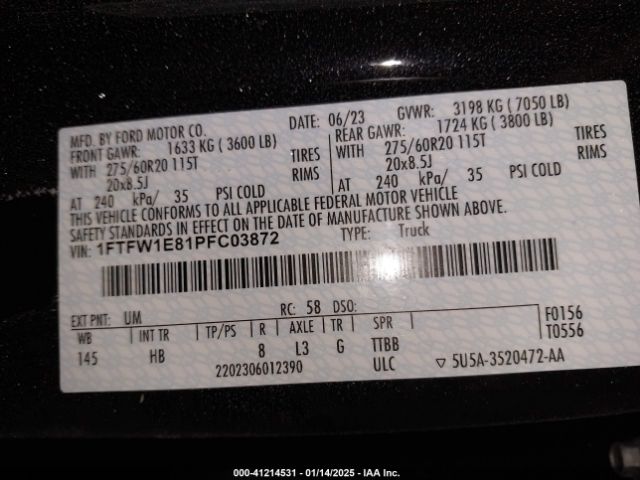 MFD. BY FORD MOTOR CO. DATE: 06/23 GVWR: 3198 KG ( 7050 LB)
FRONT GAWR: 1633 KG ( 3600 LB) REAR GAWR: 1724 KG ( 3800 LB)
WITH 275/60R20 115T TIRES WITH 275/60R20 115T TIRES
20x8.5J RIMS 20x8.5J RIMS
AT 240 kPa/ 35 PSI COLD AT 240 kPa/ 35 PSI COLD
THIS VEHICLE CONFORMS TO ALL APPLICABLE FEDERAL MOTOR VEHICLE
SAFETY STANDARDS IN EFFECT ON THE DATE OF MANUFACTURE SHOWN ABOVE.
VIN: 1FTFW1E81PFC03872 TYPE: Truck
EXT PNT: UM RC: 58 DSO: F0156
WB INT TR TP/PS R AXLE TR SPR T0556
145 HB 8 L3 G TTBB
2202306012390 ULC ▽ 5U5A-3520472-AA
000-41214531 - 01/14/2025 - IAA Inc.